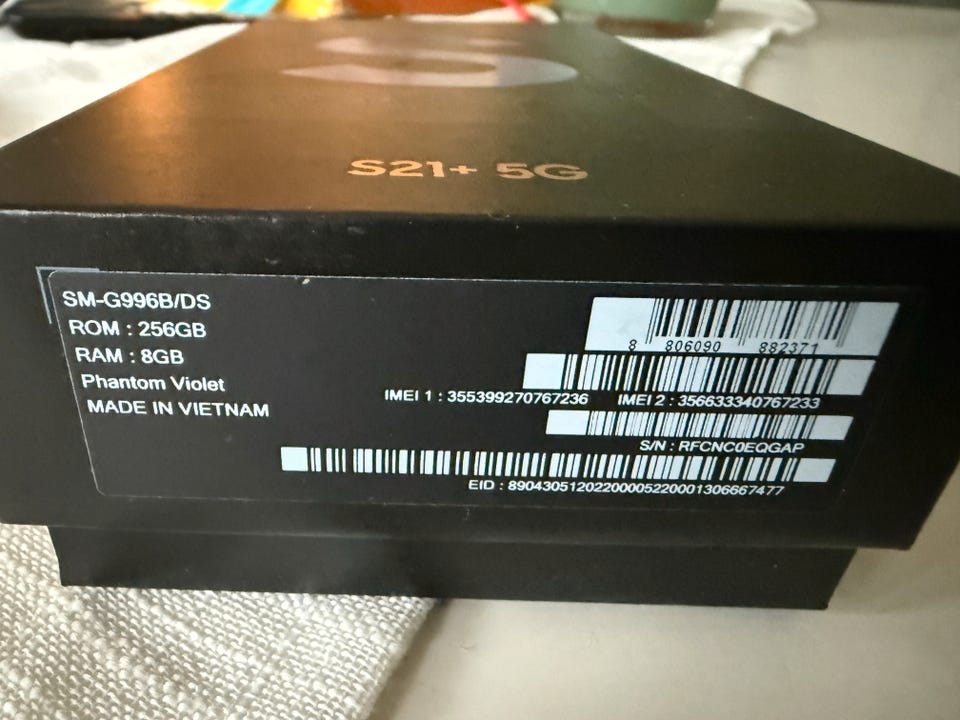 S21+ 5G
SM-G996B/DS
ROM : 256GB
RAM : 8GB
Phantom Violet
MADE IN VIETNAM
8 806090 882371
IMEI 1 : 355399270767236 IMEI 2 : 356633340767233
S/N : RFCNC0EQGAP
EID : 89043051202200005220001306667477